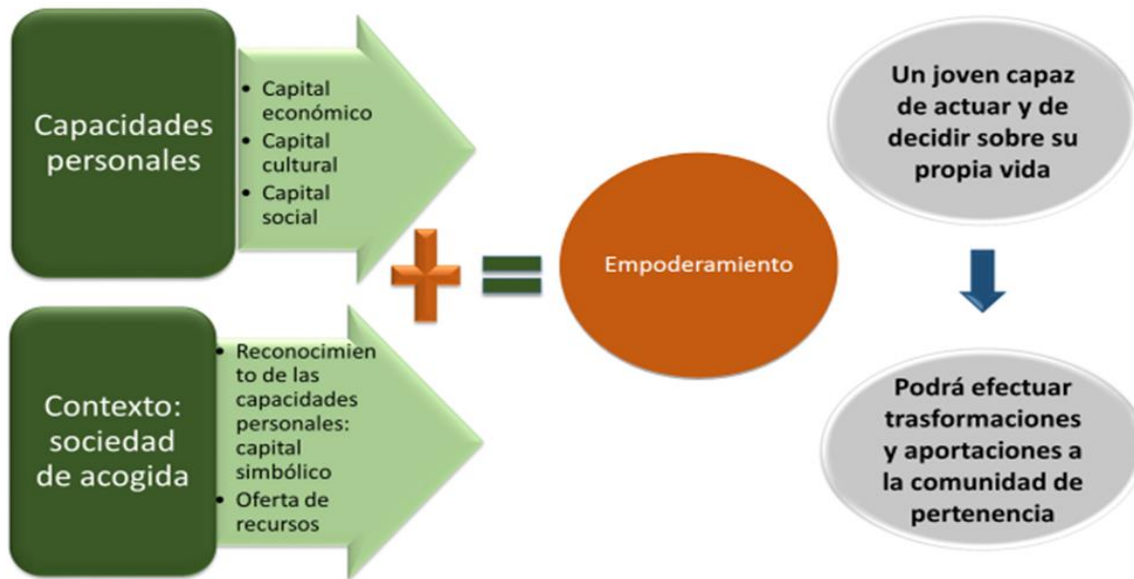 Capacidades
personales
• Capital
económico
• Capital
cultural
• Capital
social
Contexto:
sociedad
de acogida
• Reconocimien
to de las
capacidades
personales:
capital
simbólico
• Oferta de
recursos
+
=
Empoderamiento
Un joven capaz
de actuar y de
decidir sobre su
propia vida
Podrá efectuar
trasformaciones
y aportaciones a
la comunidad de
pertenencia